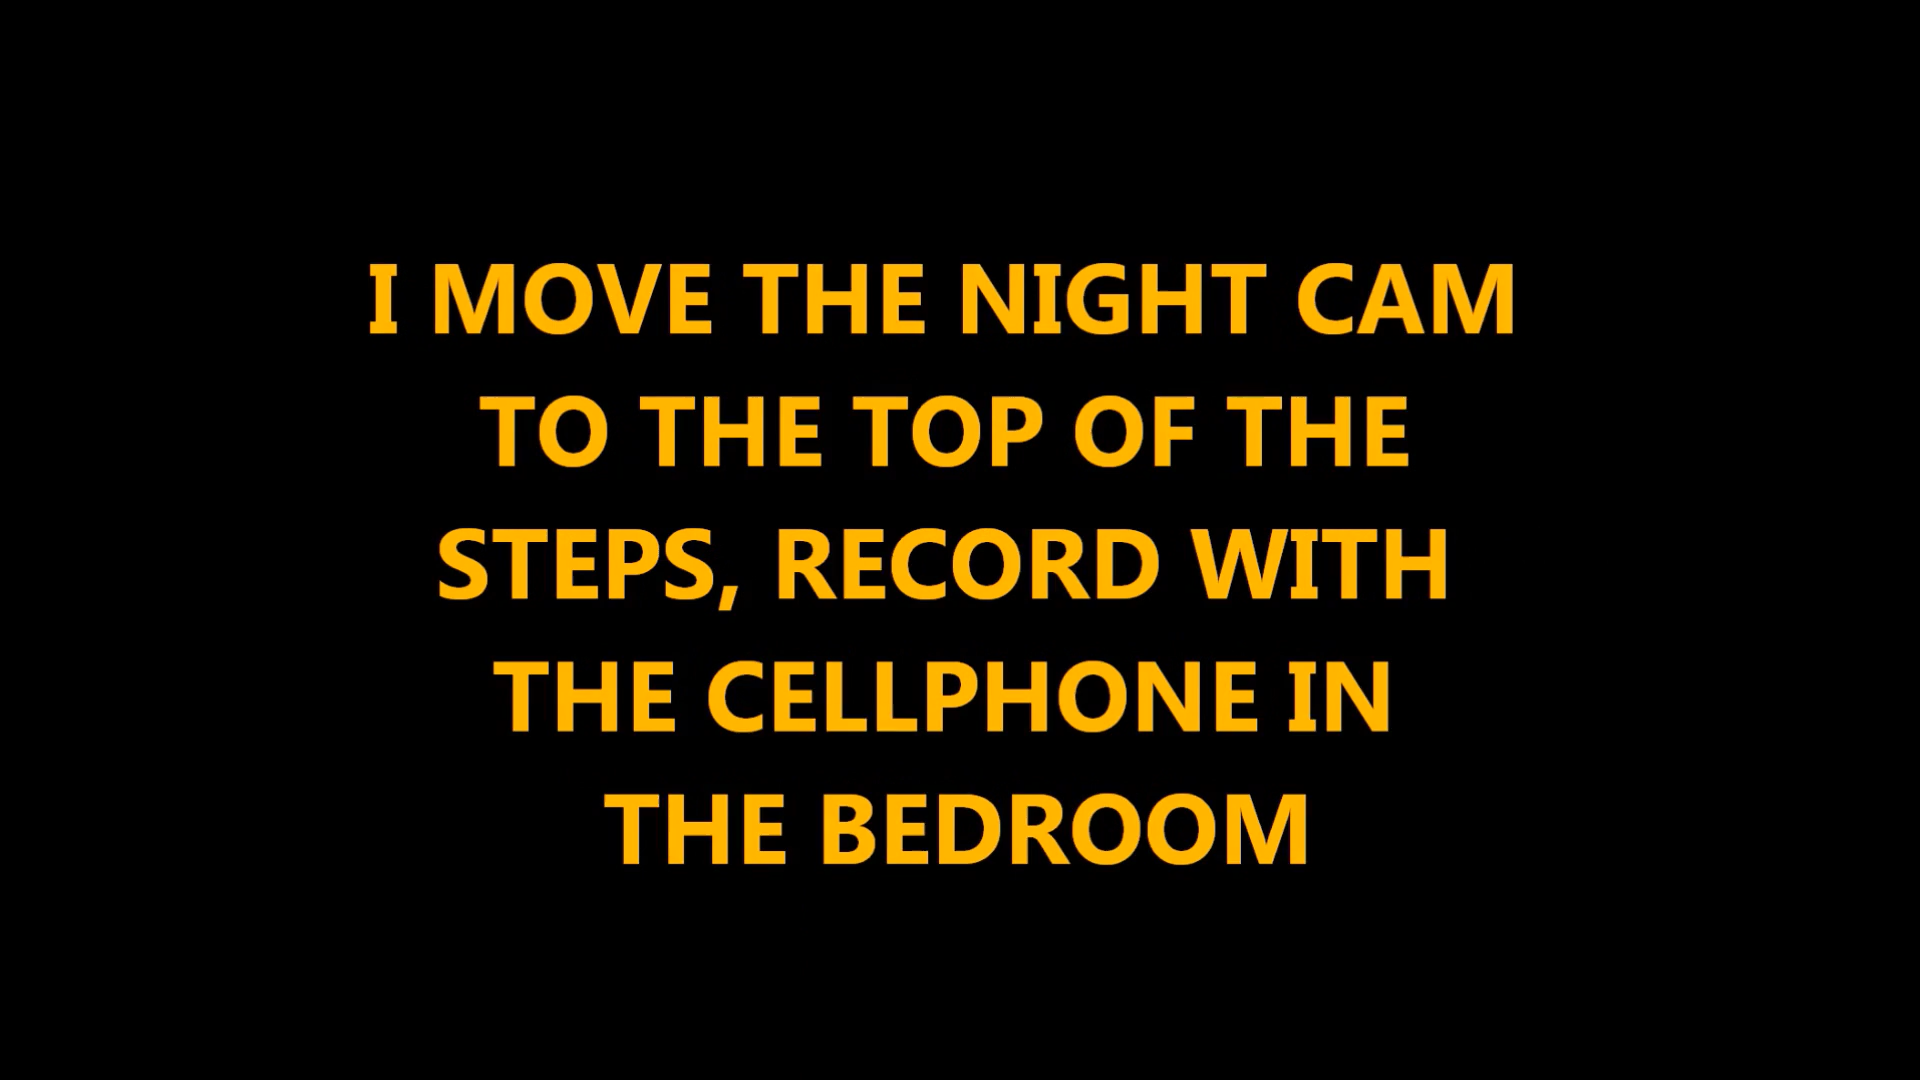 I MOVE THE NIGHT CAM
TO THE TOP OF THE
STEPS, RECORD WITH
THE CELLPHONE IN
THE BEDROOM